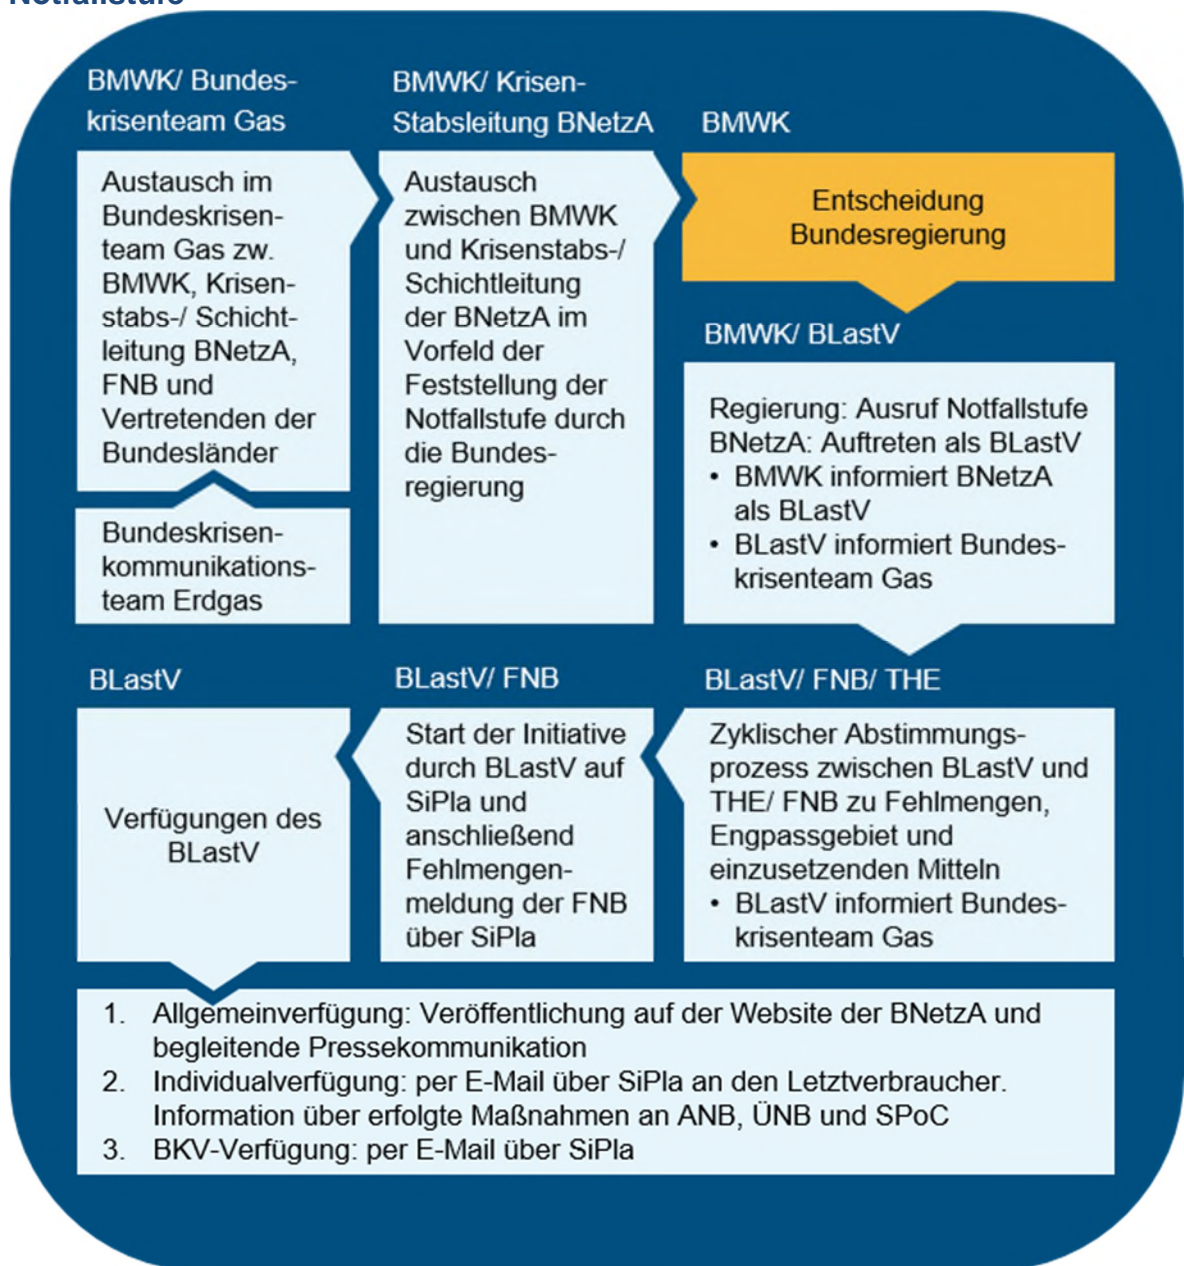 Notfallstufe
BMWK/ Bundes-
krisenteam Gas
Austausch im
Bundeskrisen-
team Gas zw.
BMWK, Krisen-
stabs-/ Schicht-
leitung BNetzA,
FNB und
Vertretenden der
Bundesländer
Bundeskrisen-
kommunikations-
team Erdgas
BMWK/ Krisen-
Stabsleitung BNetzA
Austausch
zwischen BMWK
und Krisenstabs-/
Schichtleitung
der BNetzA im
Vorfeld der
Feststellung der
Notfallstufe durch
die Bundes-
regierung
BMWK
Entscheidung
Bundesregierung
BMWK/ BLastV
Regierung: Ausruf Notfallstufe
BNetzA: Auftreten als BLastV
• BMWK informiert BNetzA
als BLastV
• BLastV informiert Bundes-
krisenteam Gas
BLastV/ FNB/ THE
Zyklischer Abstimmungs-
prozess zwischen BLastV und
THE/ FNB zu Fehlmengen,
Engpassgebiet und
einzusetzenden Mitteln
• BLastV informiert Bundes-
krisenteam Gas
BLastV/ FNB
Start der Initiative
durch BLastV auf
SiPla und
anschließend
Fehlmengen-
meldung der FNB
über SiPla
BLastV
Verfügungen des
BLastV
1. Allgemeinverfügung: Veröffentlichung auf der Website der BNetzA und
begleitende Pressekommunikation
2. Individualverfügung: per E-Mail über SiPla an den Letztverbraucher.
Information über erfolgte Maßnahmen an ANB, ÜNB und SPoC
3. BKV-Verfügung: per E-Mail über SiPla